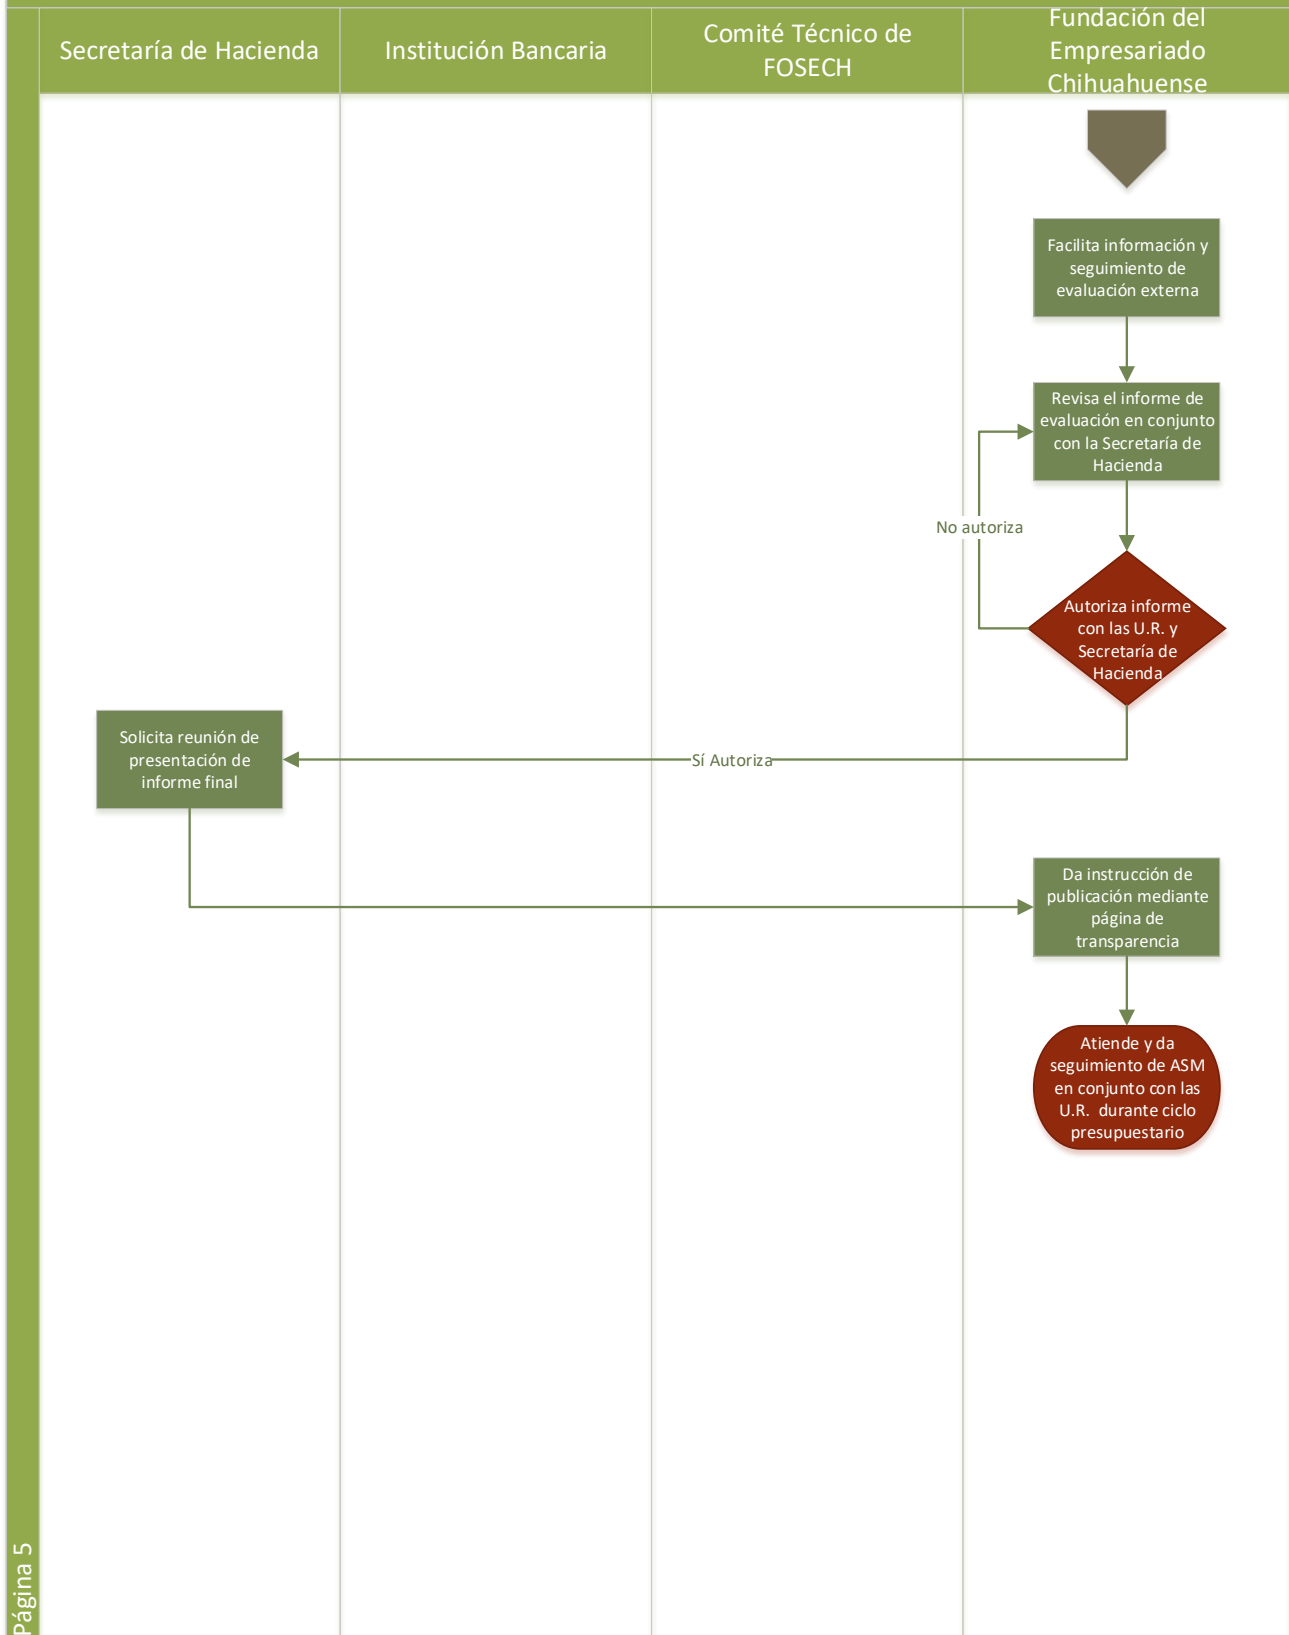 Secretaría de Hacienda
Institución Bancaria
Comité Técnico de
FOSECH
Fundación del
Empresariado
Chihuahuense
Facilita información y
seguimiento de
evaluación externa
Revisa el informe de
evaluación en conjunto
con la Secretaría de
Hacienda
No autoriza
Autoriza informe
con las U.R. y
Secretaría de
Hacienda
Sí Autoriza
Solicita reunión de
presentación de
informe final
Da instrucción de
publicación mediante
página de
transparencia
Atiende y da
seguimiento de ASM
en conjunto con las
U.R. durante ciclo
presupuestario
Página 5